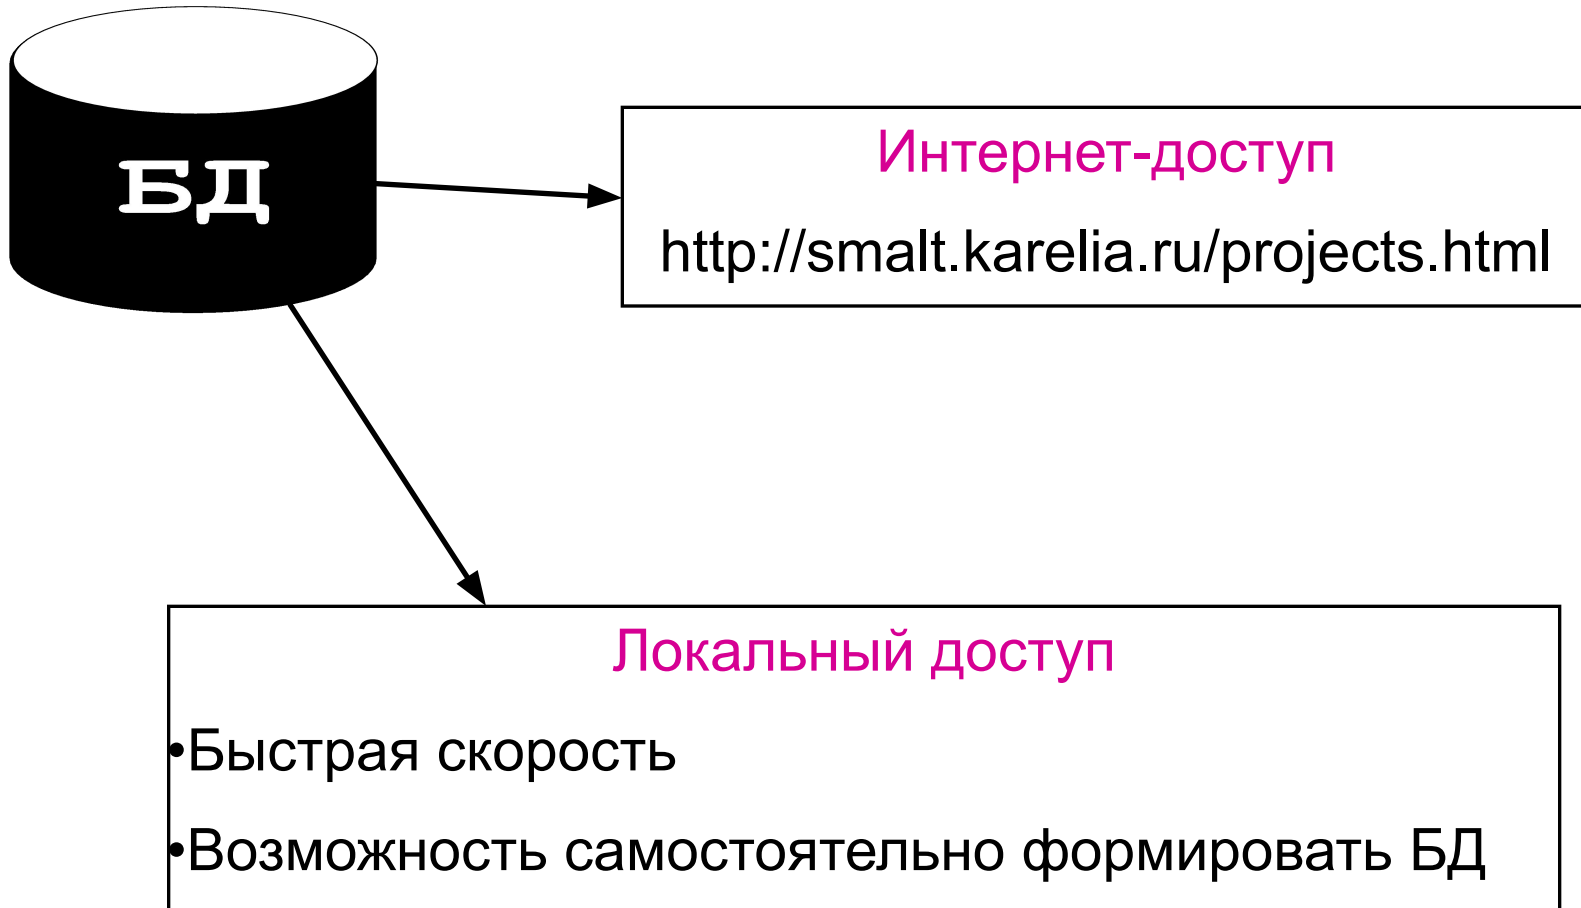 БД
Интернет-доступ
http://smalt.karelia.ru/projects.html
Локальный доступ
•Быстрая скорость
•Возможность самостоятельно формировать БД